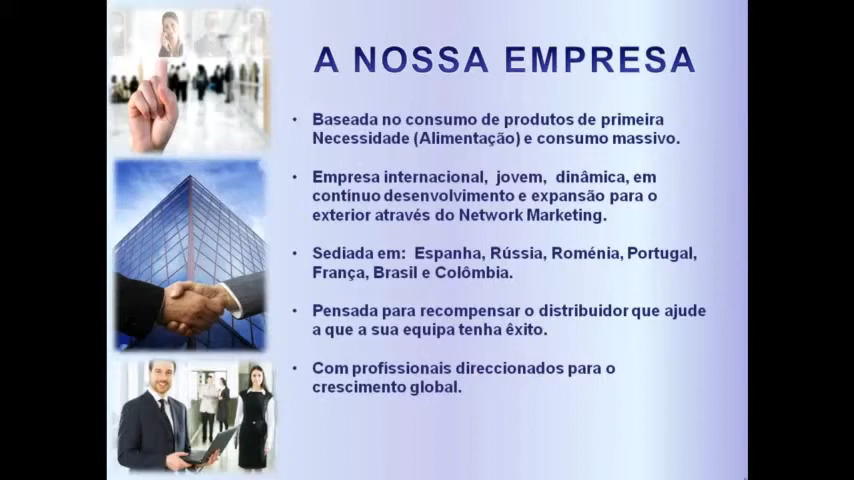 A NOSSA EMPRESA
• Baseada no consumo de produtos de primeira
Necessidade (Alimentação) e consumo massivo.
• Empresa internacional, jovem, dinâmica, em
contínuo desenvolvimento e expansão para o
exterior através do Network Marketing.
• Sediada em: Espanha, Rússia, Roménia, Portugal,
França, Brasil e Colômbia.
• Pensada para recompensar o distribuidor que ajude
a que a sua equipa tenha êxito.
• Com profissionais direccionados para o
crescimento global.